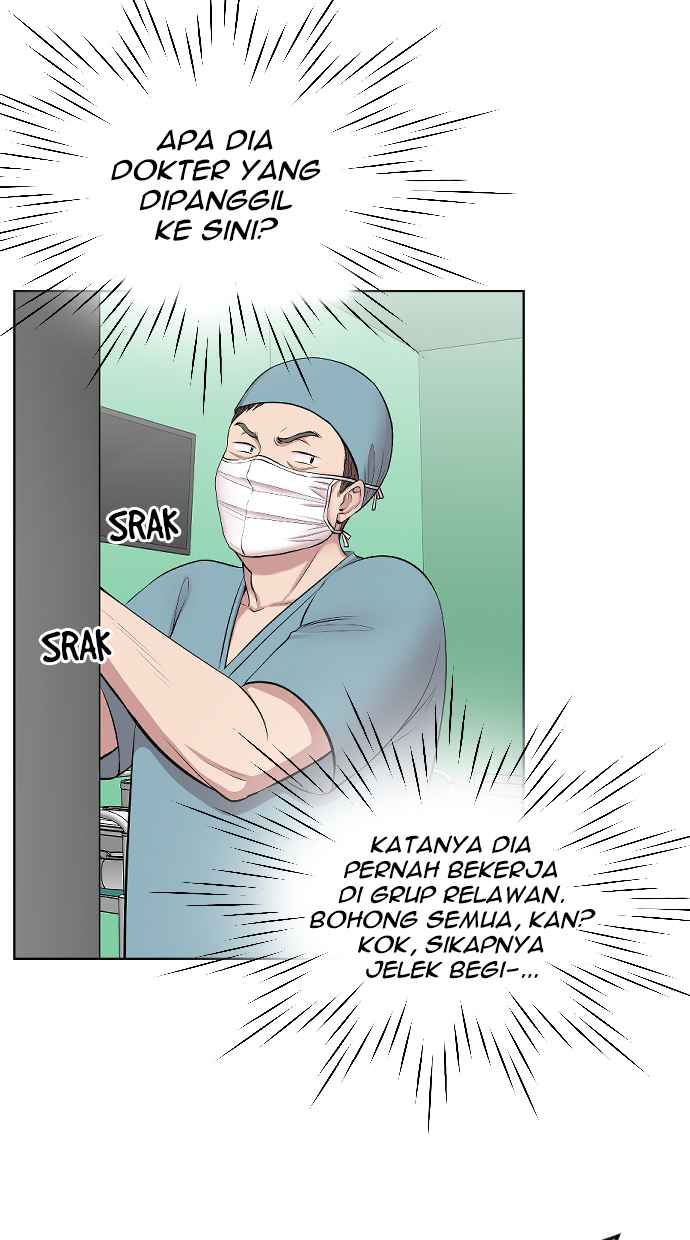 APA DIA
DOKTER YANG
DIPANGGIL
KE SINI?
SRAK
SRAK
KATANYA DIA
PERNAH BEKERJA
DI GRUP RELAWAN.
BOHONG SEMUA, KAN?
KOK, SIKAPNYA
JELEK BEGI-...